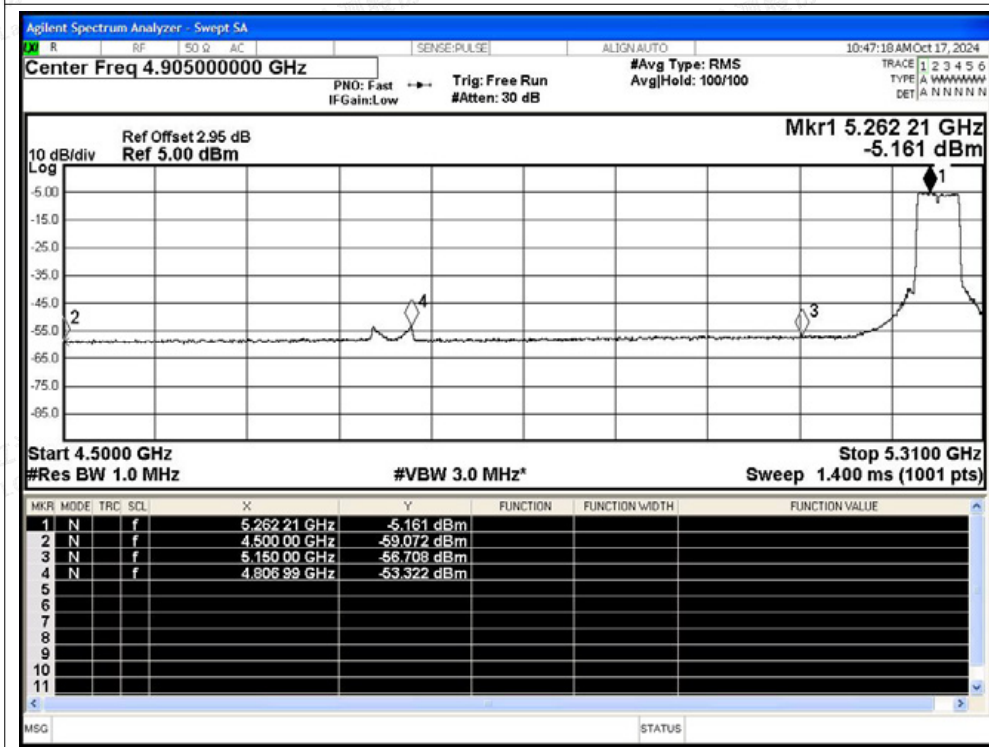 Agilent Spectrum Analyzer - Swept SA
LXI R RF 50 Ω AC SENSE:PULSE ALIGN AUTO 10:47:18 AM Oct 17, 2024
Center Freq 4.905000000 GHz
PNO: Fast
IFGain:Low
Trig: Free Run
#Atten: 30 dB
#Avg Type: RMS
Avg|Hold: 100/100
TRACE 1 2 3 4 5 6
TYPE A WWWWW
DET A N N N N N
Mkr1 5.262 21 GHz
-5.161 dBm
Ref Offset 2.95 dB
10 dB/div Ref 5.00 dBm
Log
1
-5.00
-15.0
-25.0
-35.0
-45.0
4
2
3
-55.0
-65.0
-75.0
-85.0
Start 4.5000 GHz Stop 5.3100 GHz
#Res BW 1.0 MHz #VBW 3.0 MHz* Sweep 1.400 ms (1001 pts)
MKR MODE TRC SCL X Y FUNCTION FUNCTION WIDTH FUNCTION VALUE
1 N f 5.262 21 GHz -5.161 dBm
2 N f 4.500 00 GHz -59.072 dBm
3 N f 5.150 00 GHz -56.708 dBm
4 N f 4.806 99 GHz -53.322 dBm
5
6
7
8
9
10
11
MSG STATUS